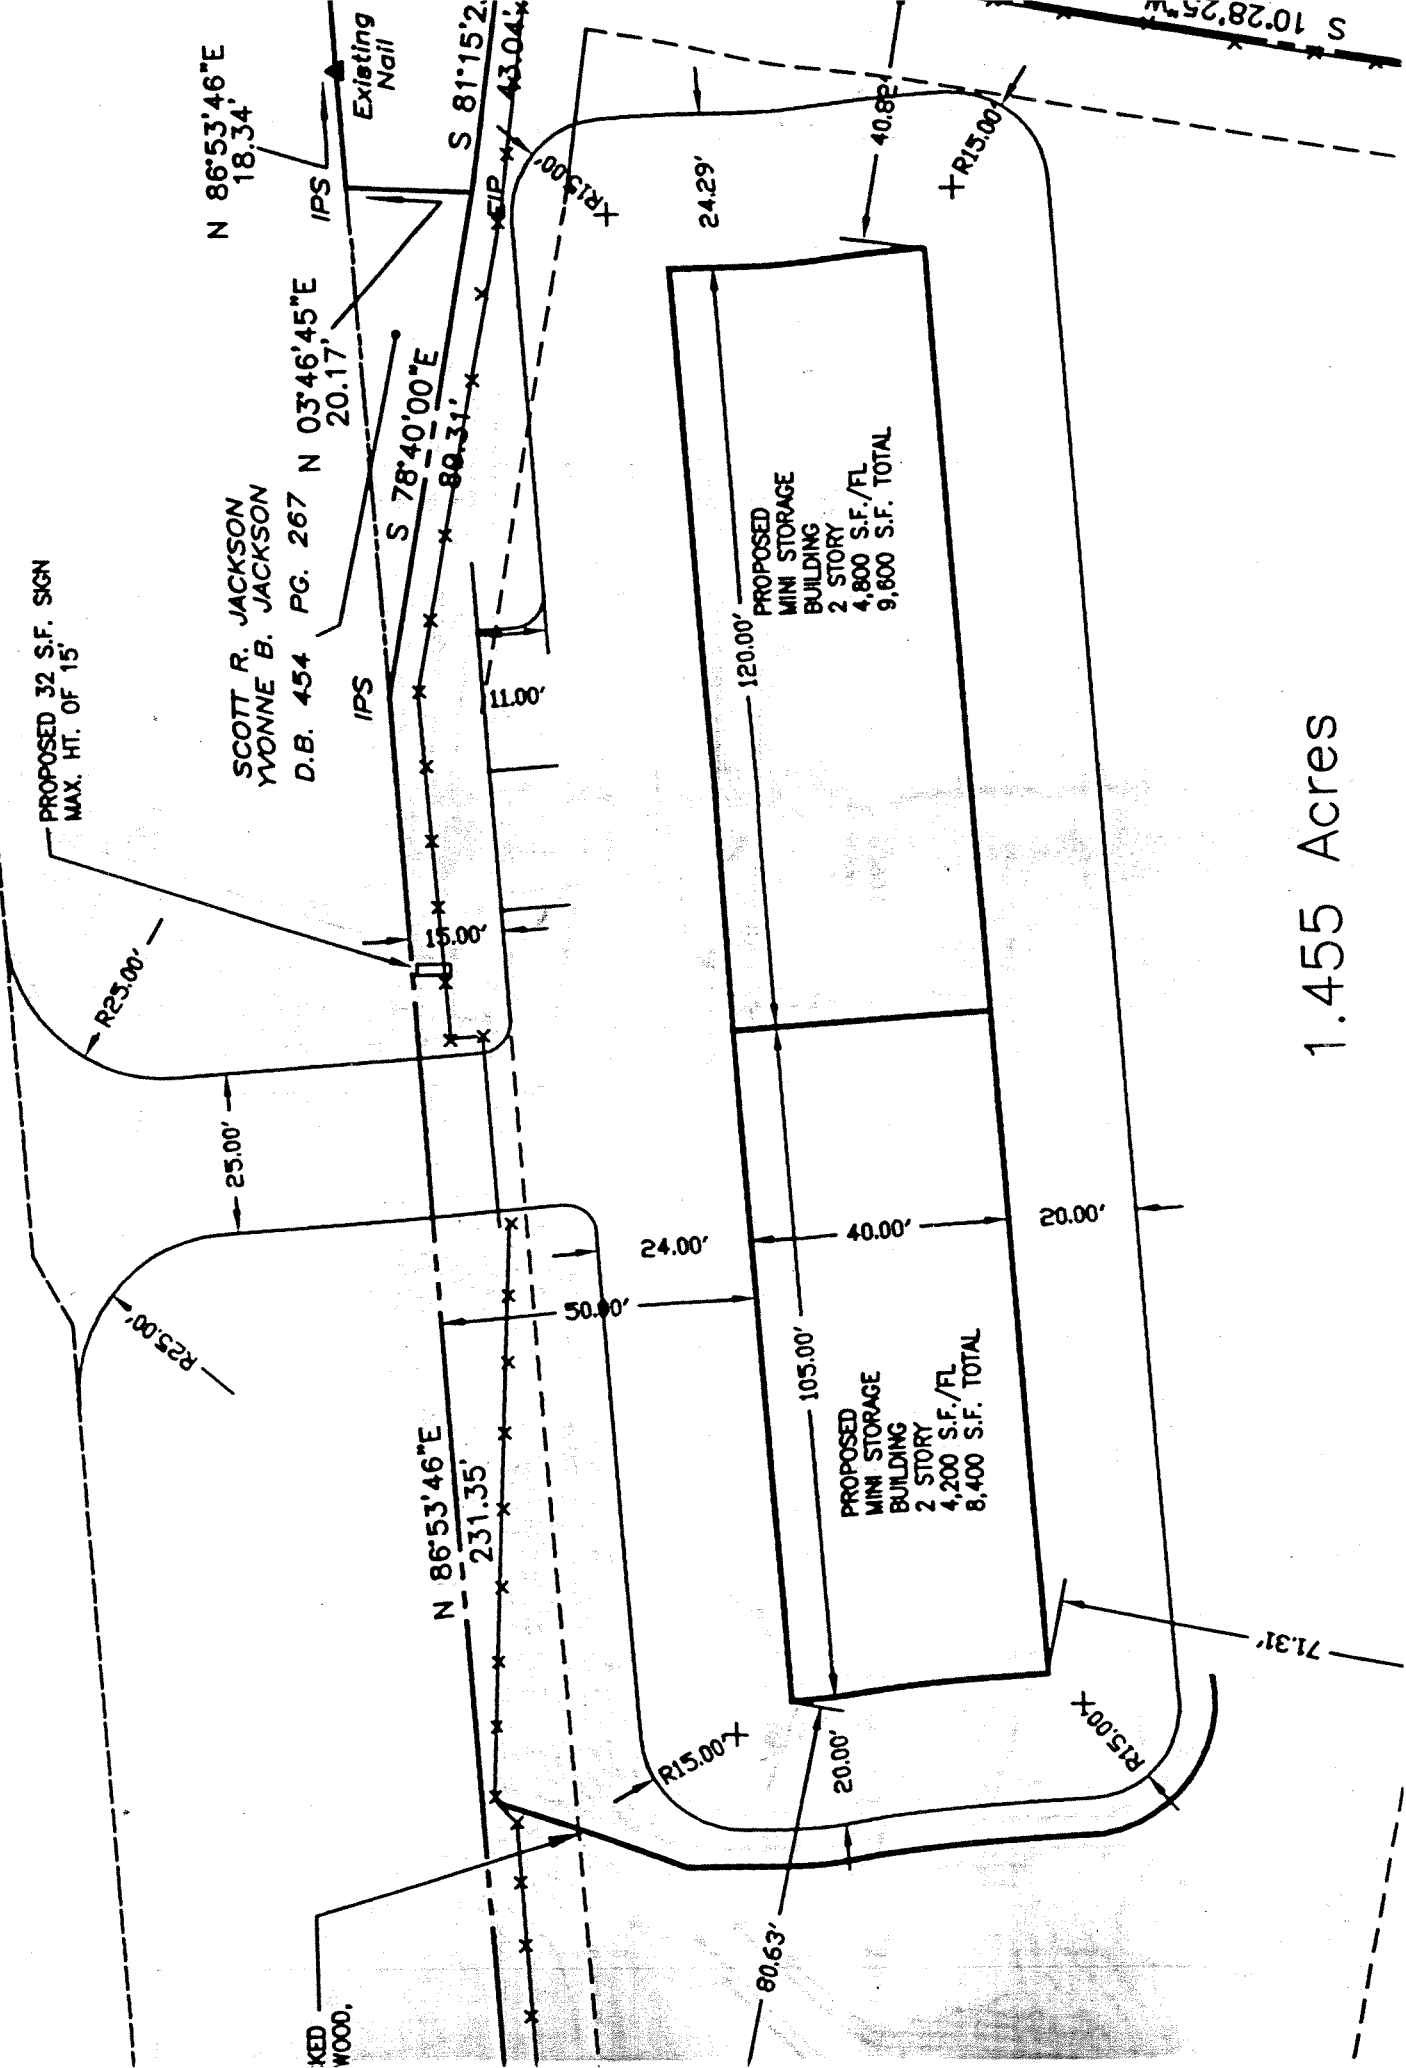 PROPOSED 32 S.F. SIGN
MAX. HT. OF 15'
N 86°53'46"E
18.34'
Existing
Nail
IPS
S 81°15'2
43.04'
EIP
N 03°46'45"E
20.17'
SCOTT R. JACKSON
YVONNE B. JACKSON
D.B. 454 PG. 267
S 78°40'00"E
80.31'
IPS
S 10°28'25"W
R15.00'
40.82'
R15.00'
24.29'
11.00'
15.00'
R25.00'
25.00'
R25.00'
120.00'
PROPOSED
MINI STORAGE
BUILDING
2 STORY
4,800 S.F./FL
9,600 S.F. TOTAL
24.00'
50.00'
40.00'
20.00'
105.00'
PROPOSED
MINI STORAGE
BUILDING
2 STORY
4,200 S.F./FL
8,400 S.F. TOTAL
N 86°53'46"E
231.35'
R15.00'
20.00'
R15.00'
71.31'
80.63'
KED
WOOD,
1.455 Acres